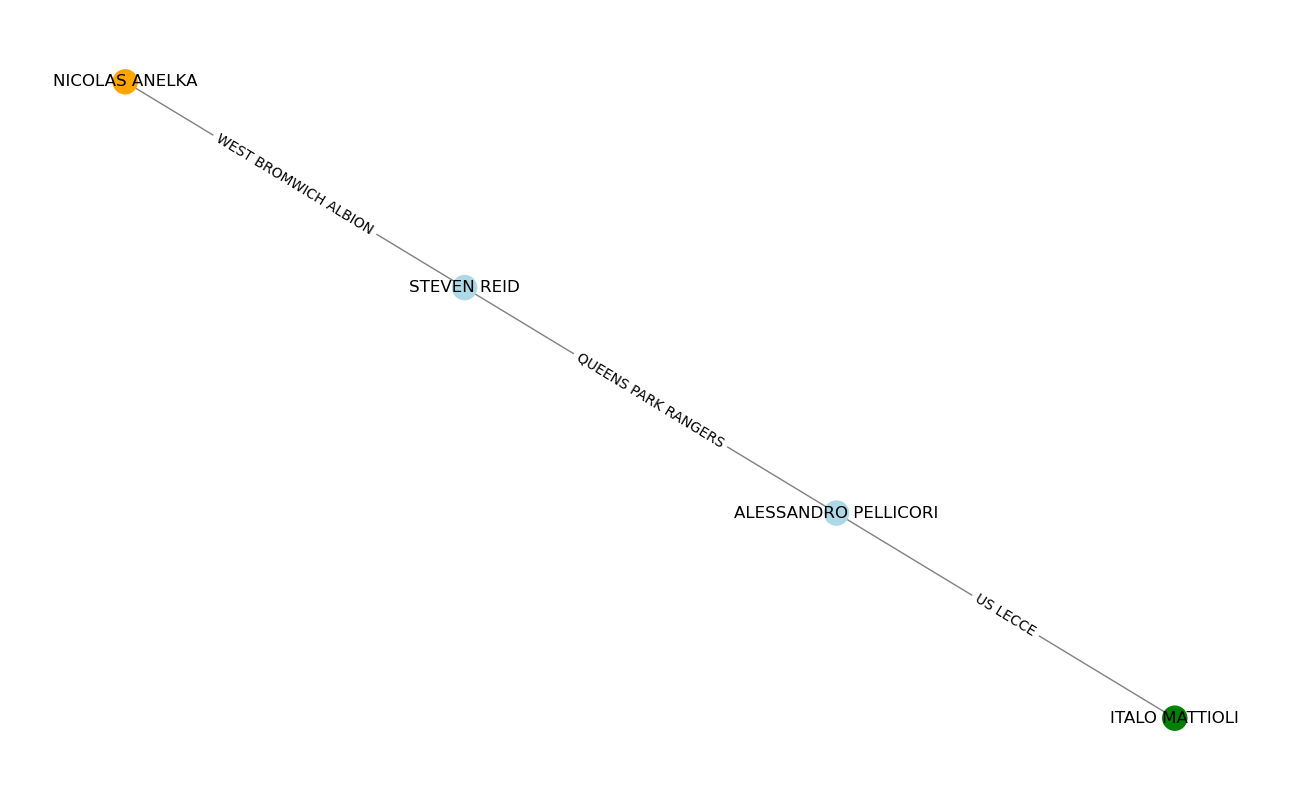 NICOLAS ANELKA
WEST BROMWICH ALBION
STEVEN REID
QUEENS PARK RANGERS
ALESSANDRO PELLICORI
US LECCE
ITALO MATTIOLI